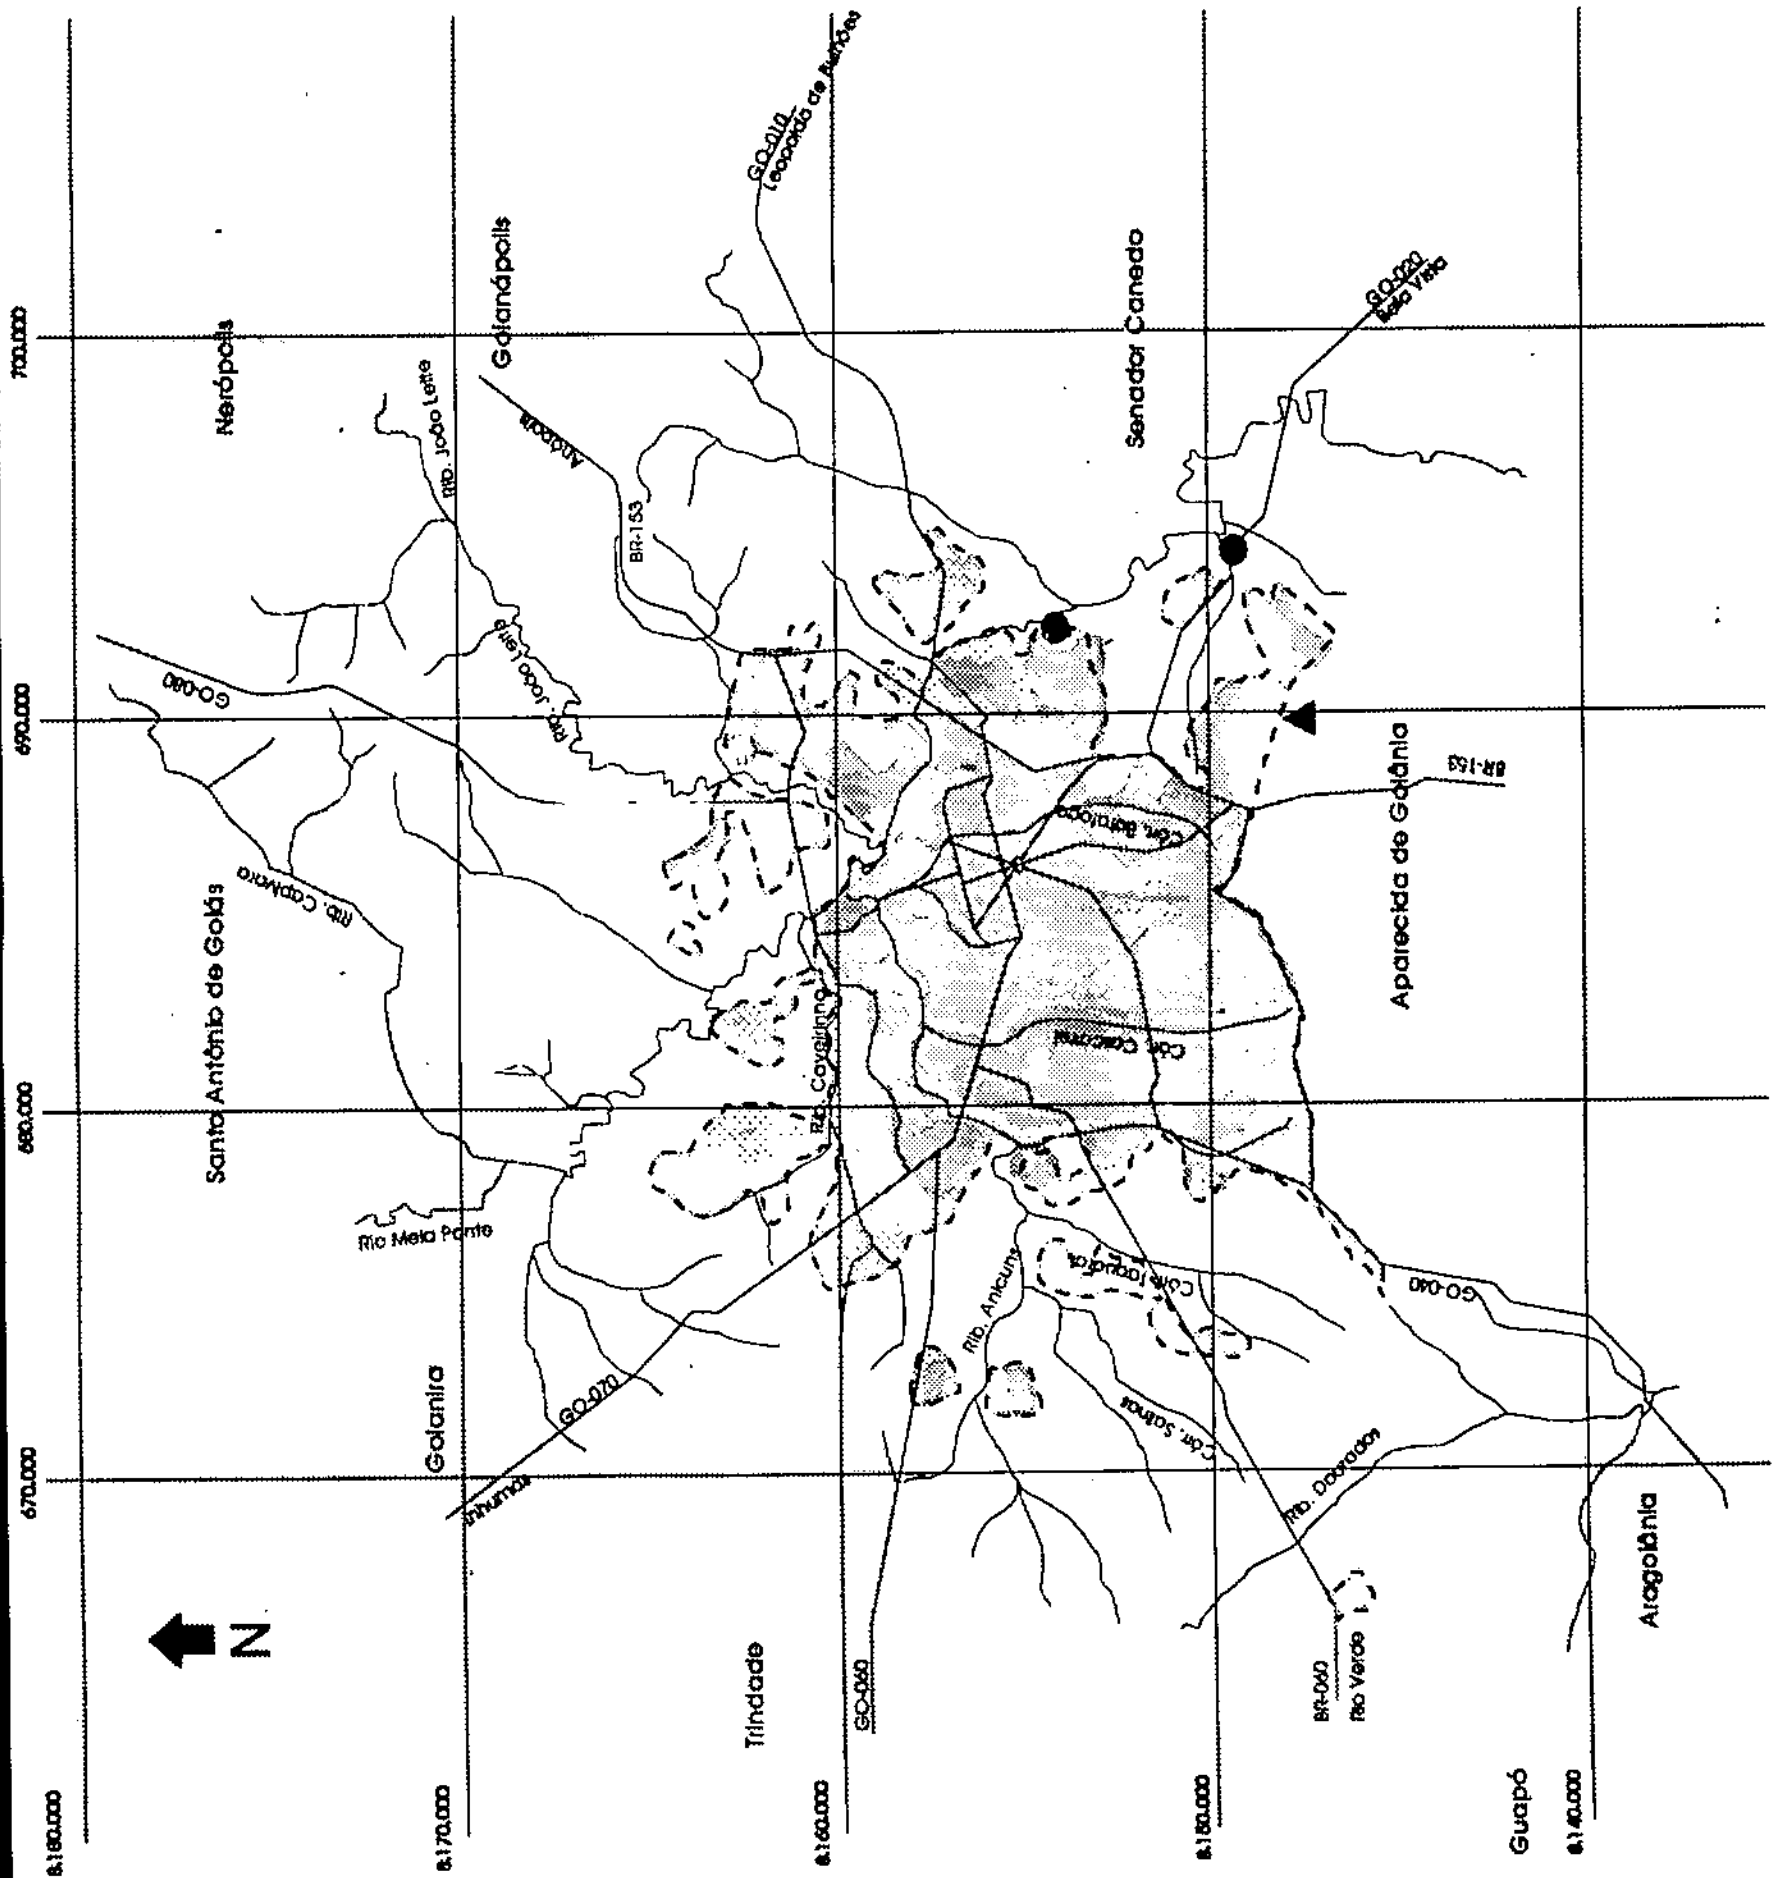 700.000
690.000
680.000
670.000
8.180.000
8.170.000
8.160.000
8.150.000
8.140.000
N
Nerópolis
Goianápolis
Senador Canedo
Santo Antônio de Goiás
Aparecida de Goiânia
Goianira
Trindade
Guapó
Aragoiânia
GO-010
Leopoldo de Bulhões
GO-020
Bela Vista
Anápolis
BR-153
GO-080
Rib. João Leite
Rib. João Leite
Rib. Capivara
Rio Meia Ponte
Rib. Caveirinha
Córr. Botafogo
Cór. Cascavel
BR-153
GO-070
Inhumas
Rib. Anicuns
Córr. Taquaral
Córr. Salinas
GO-040
Rib. Dourados
GO-060
BR-060
Rio Verde